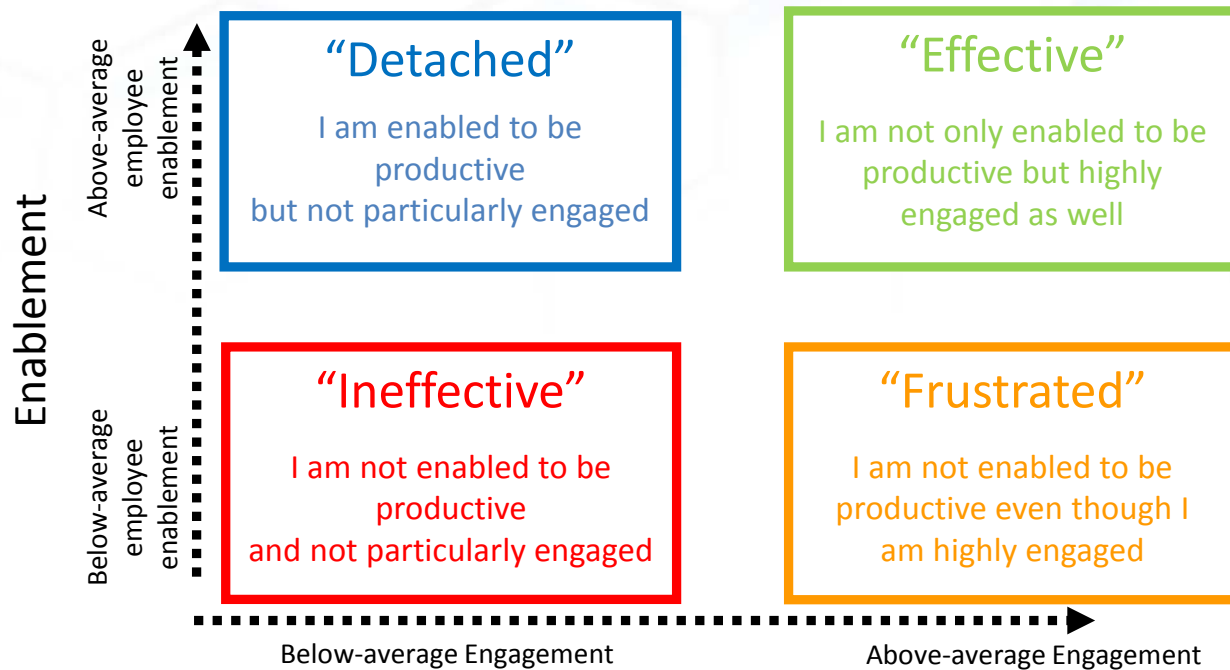 Enablement
Above-average
employee
enablement
“Detached”
I am enabled to be
productive
but not particularly engaged
“Effective”
I am not only enabled to be
productive but highly
engaged as well
Below-average
employee
enablement
“Ineffective”
I am not enabled to be
productive
and not particularly engaged
“Frustrated”
I am not enabled to be
productive even though I
am highly engaged
Below-average Engagement
Above-average Engagement